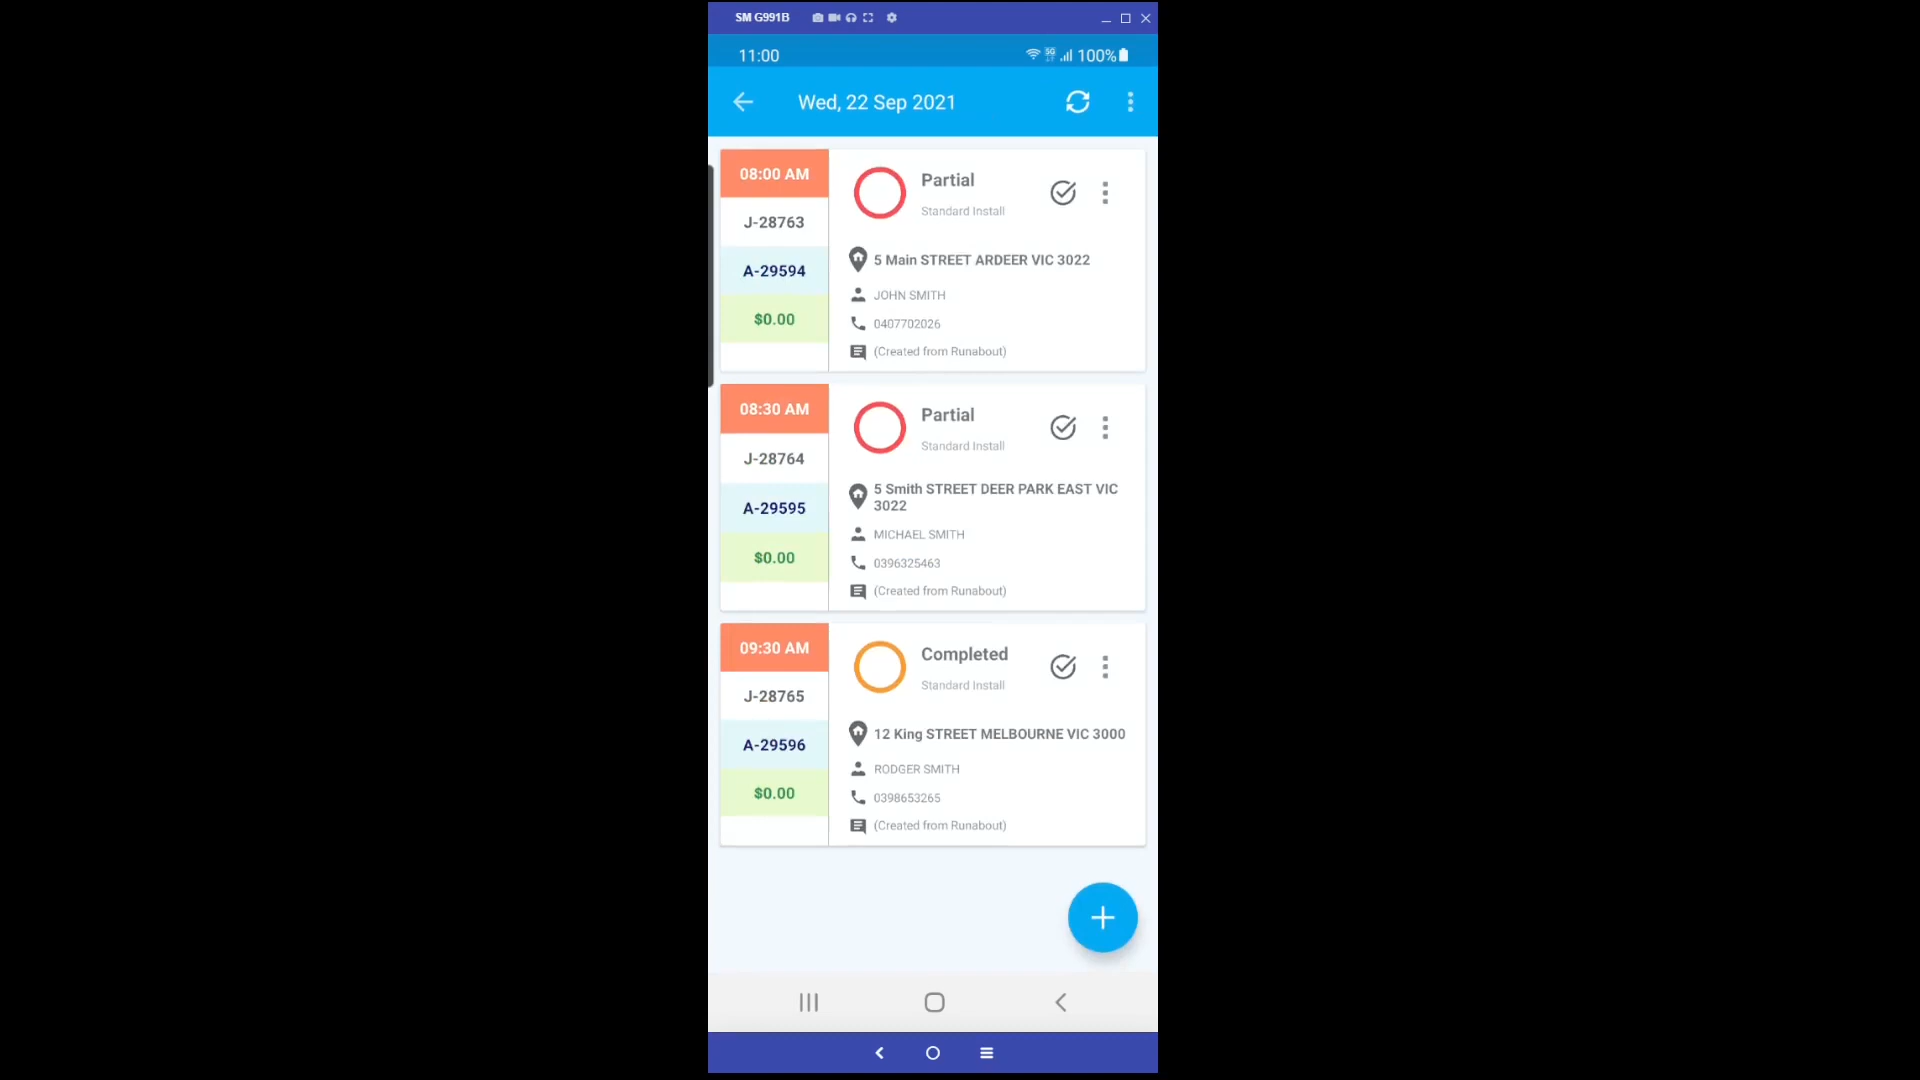 SM G991B
11:00
5G
100%
Wed, 22 Sep 2021
08:00 AM
Partial
Standard Install
J-28763
A-29594
5 Main STREET ARDEER VIC 3022
JOHN SMITH
$0.00
0407702026
(Created from Runabout)
08:30 AM
Partial
Standard Install
J-28764
A-29595
5 Smith STREET DEER PARK EAST VIC
3022
MICHAEL SMITH
$0.00
0396325463
(Created from Runabout)
09:30 AM
Completed
Standard Install
J-28765
A-29596
12 King STREET MELBOURNE VIC 3000
RODGER SMITH
$0.00
0398653265
(Created from Runabout)